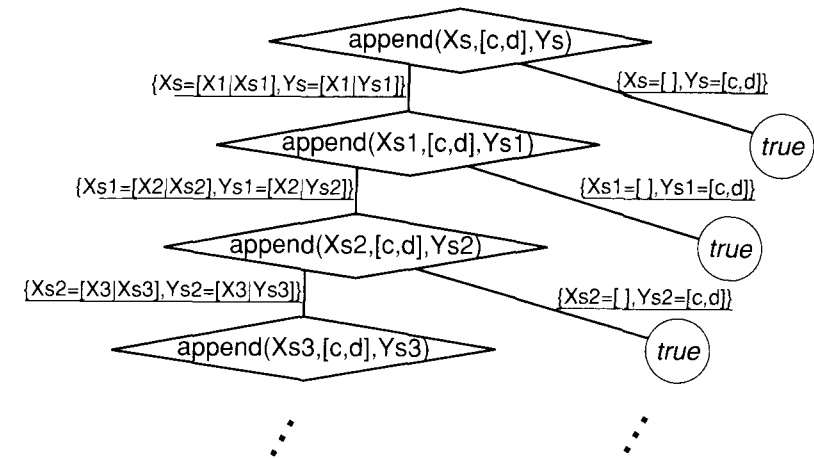 append(Xs,[c,d],Ys)
{Xs=[X1|Xs1],Ys=[X1|Ys1]}
{Xs=[ ],Ys=[c,d]}
true
append(Xs1,[c,d],Ys1)
{Xs1=[X2|Xs2],Ys1=[X2|Ys2]}
{Xs1=[ ],Ys1=[c,d]}
true
append(Xs2,[c,d],Ys2)
{Xs2=[X3|Xs3],Ys2=[X3|Ys3]}
{Xs2=[ ],Ys2=[c,d]}
true
append(Xs3,[c,d],Ys3)